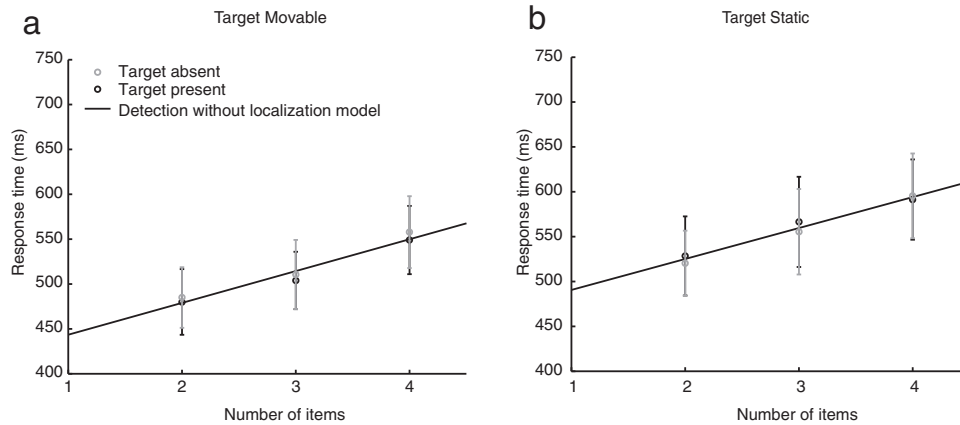 a
Target Movable
750
700
650
600
550
500
450
400
Response time (ms)
Target absent
Target present
Detection without localization model
1
2
3
4
Number of items
b
Target Static
750
700
650
600
550
500
450
400
Response time (ms)
1
2
3
4
Number of items